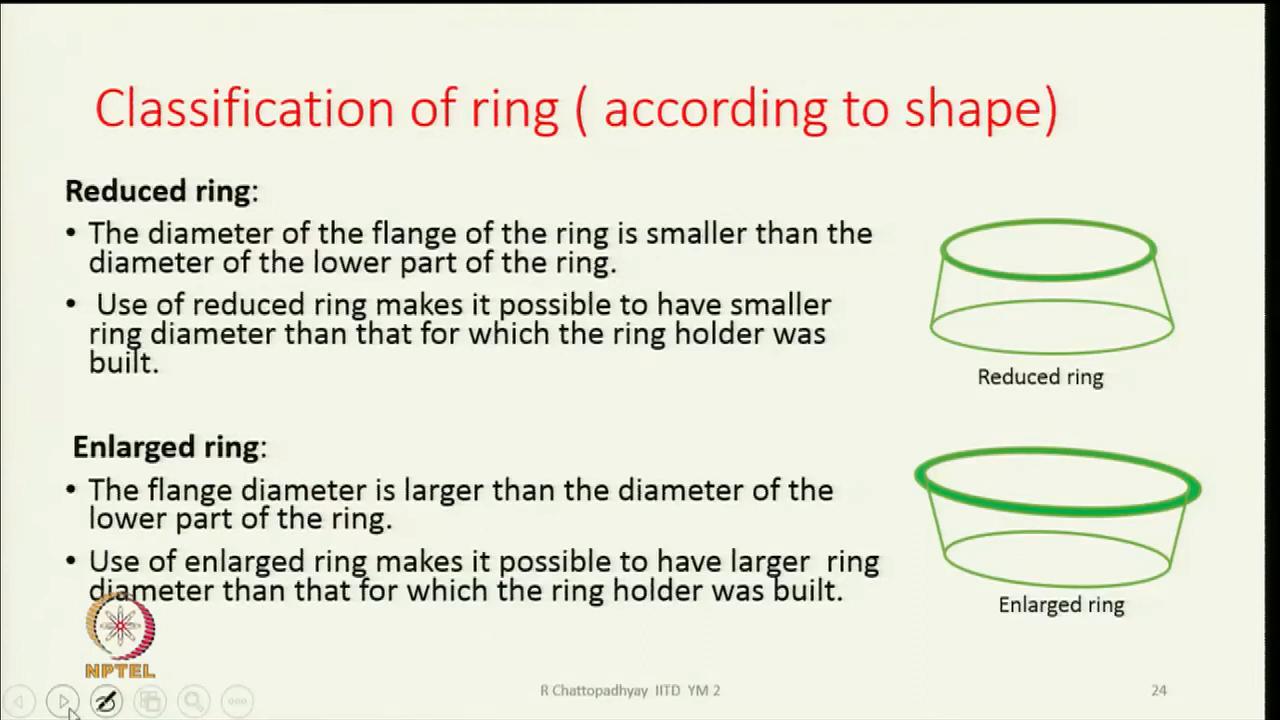 Classification of ring ( according to shape)
Reduced ring:
• The diameter of the flange of the ring is smaller than the
diameter of the lower part of the ring.
• Use of reduced ring makes it possible to have smaller
ring diameter than that for which the ring holder was
built.
Reduced ring
Enlarged ring:
• The flange diameter is larger than the diameter of the
lower part of the ring.
• Use of enlarged ring makes it possible to have larger ring
diameter than that for which the ring holder was built.
Enlarged ring
NPTEL
R Chattopadhyay IITD YM 2
24